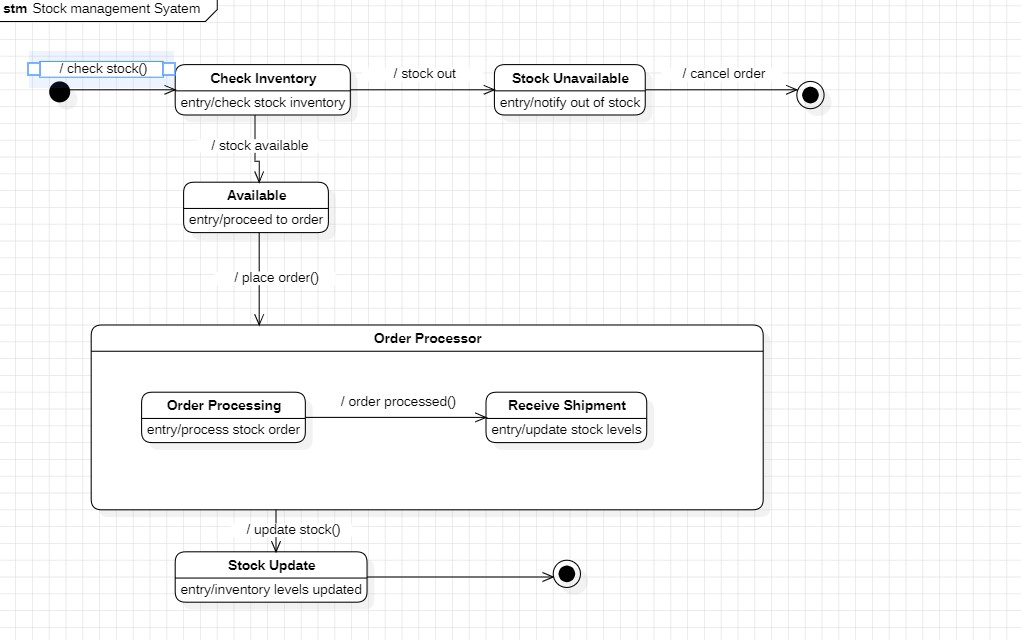 stm Stock management Syatem
/ check stock()
Check Inventory
entry/check stock inventory
/ stock out
Stock Unavailable
entry/notify out of stock
/ cancel order
/ stock available
Available
entry/proceed to order
/ place order()
Order Processor
Order Processing
entry/process stock order
/ order processed()
Receive Shipment
entry/update stock levels
/ update stock()
Stock Update
entry/inventory levels updated